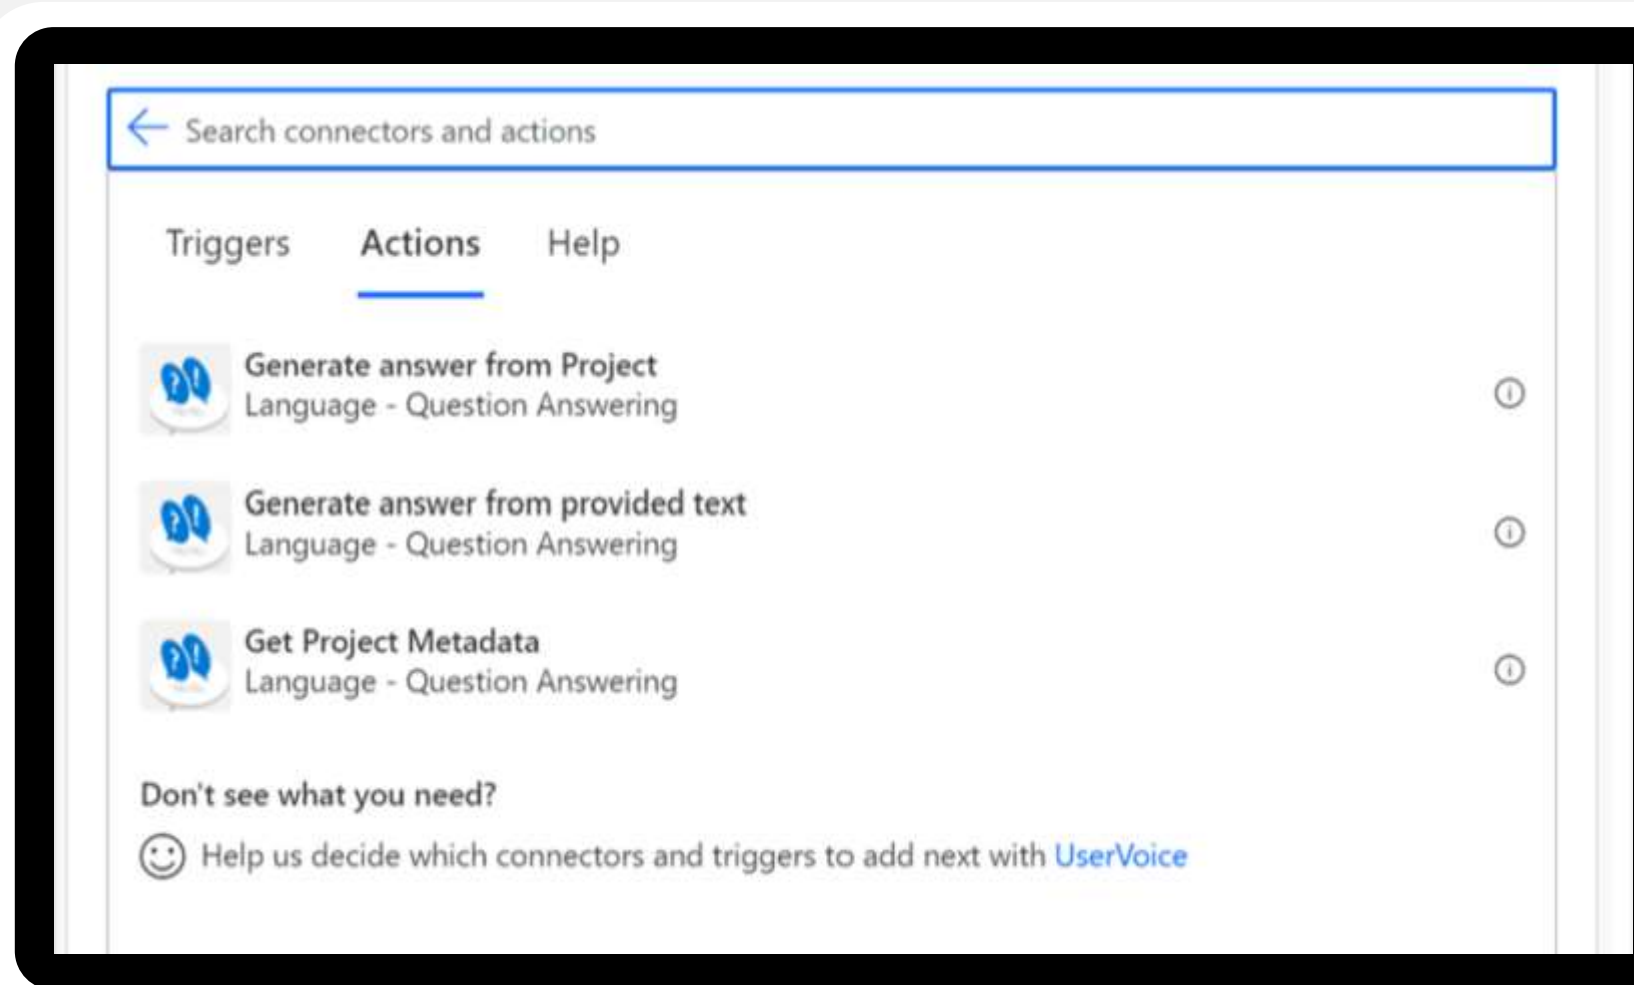 Search connectors and actions
Triggers Actions Help
Generate answer from Project
Language - Question Answering
Generate answer from provided text
Language - Question Answering
Get Project Metadata
Language - Question Answering
Don't see what you need?
Help us decide which connectors and triggers to add next with UserVoice